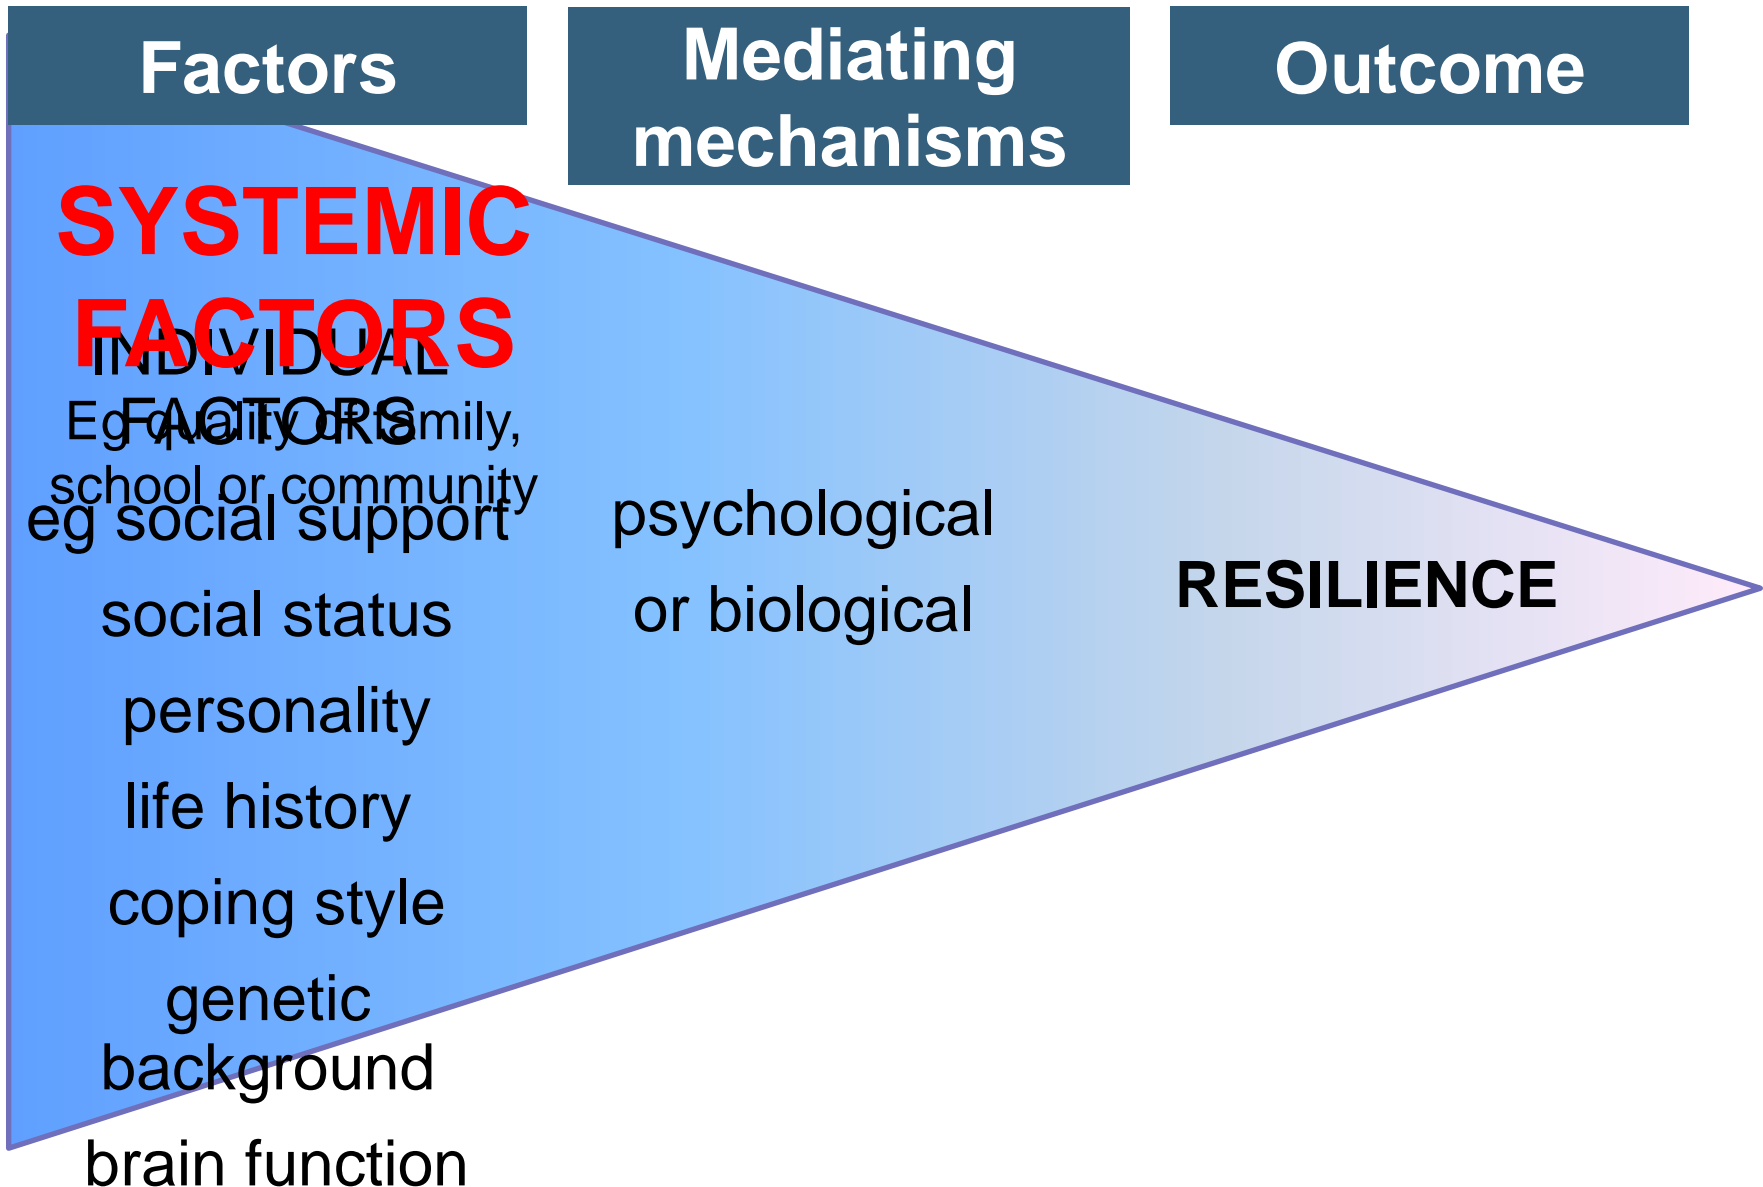 Factors
Mediating
mechanisms
Outcome
SYSTEMIC
FACTORS
INDIVIDUAL
FACTORS
Eg quality of family,
school or community
eg social support
social status
personality
life history
coping style
genetic
background
brain function
psychological
or biological
RESILIENCE